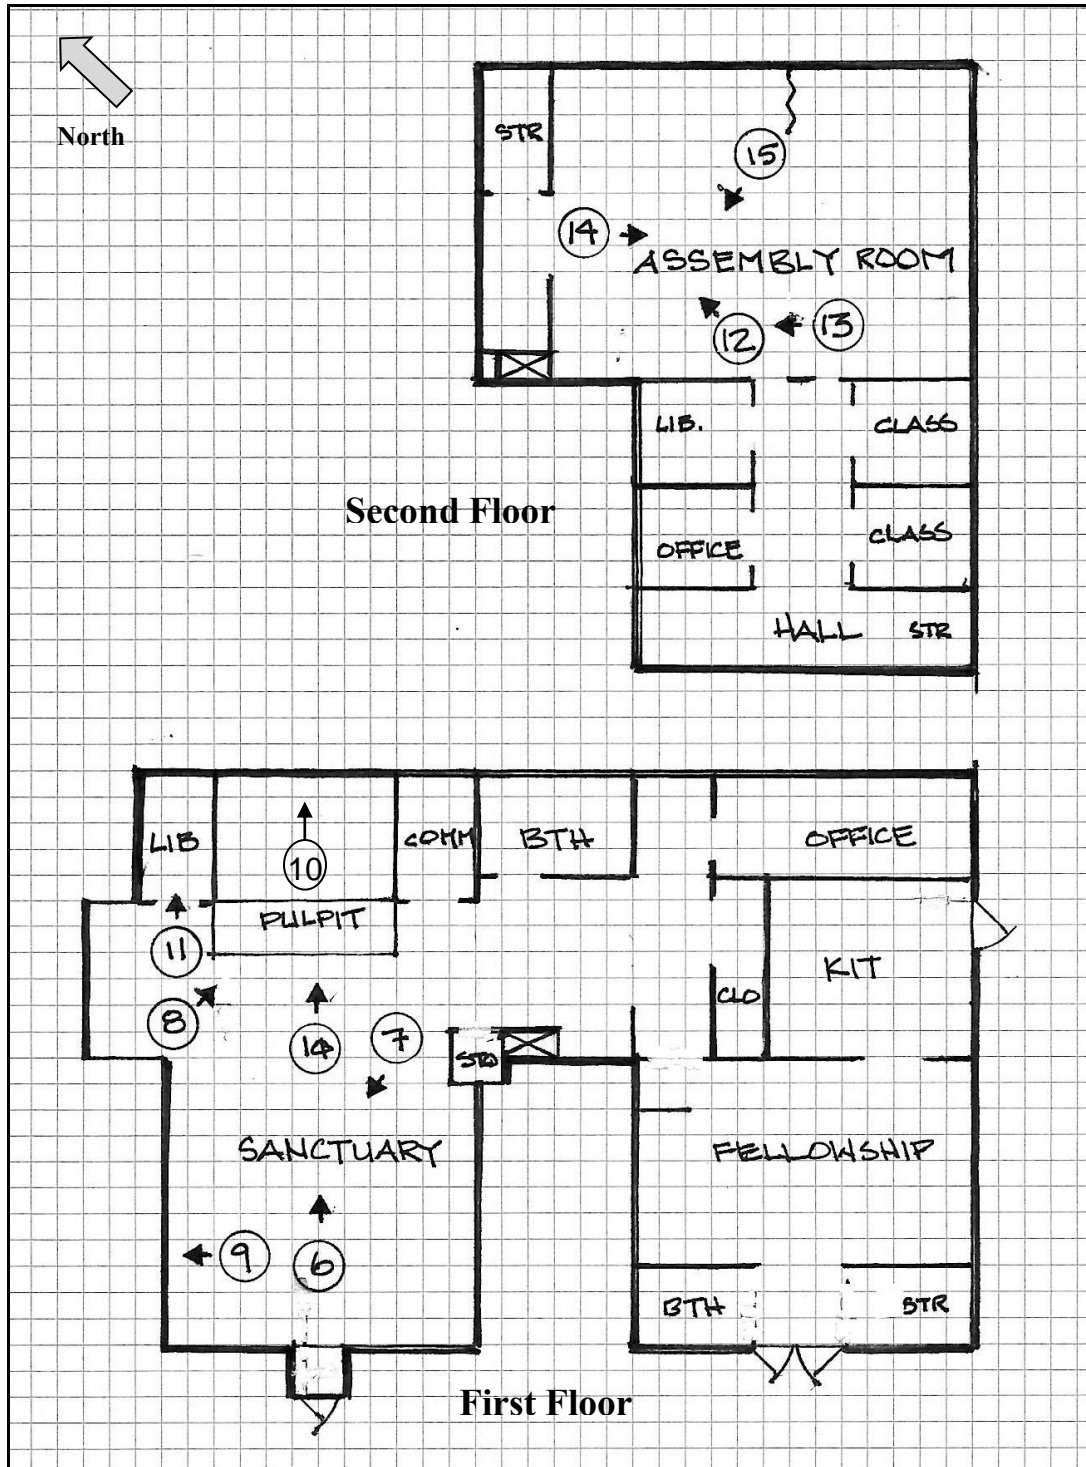 North
STR
15
14
ASSEMBLY ROOM
12
13
LIB.
CLASS
Second Floor
OFFICE
CLASS
HALL
STR
LIB
10
COMM
BTH
OFFICE
PULPIT
11
KIT
CLO
8
14
7
STO
SANCTUARY
FELLOWSHIP
9
6
BTH
STR
First Floor